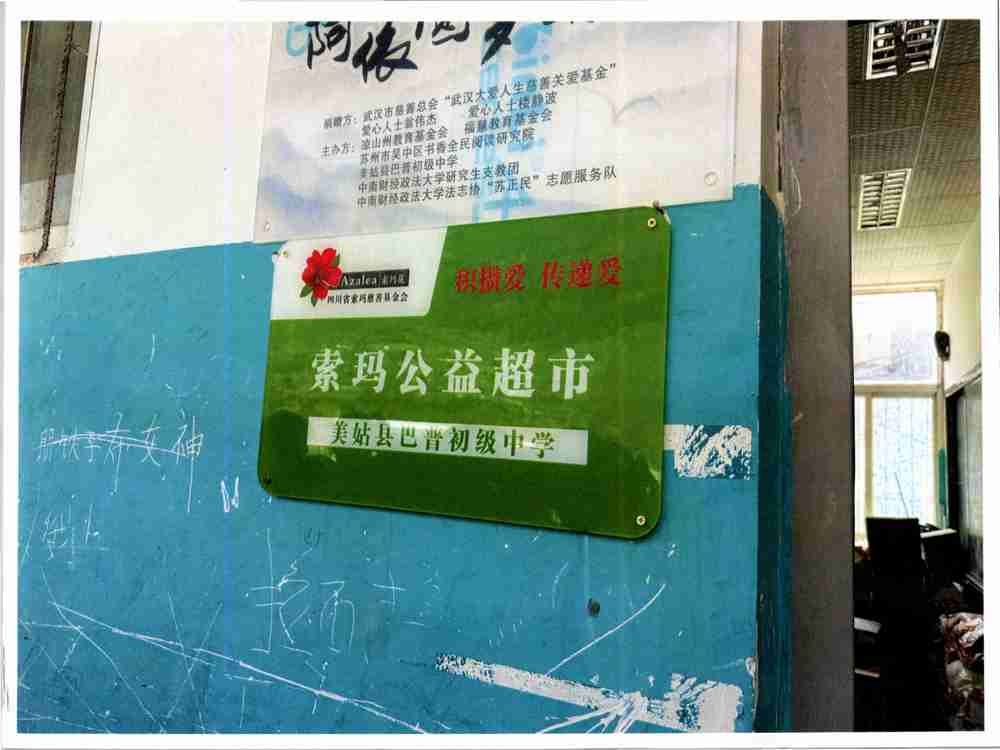 阿依
捐赠方：武汉市慈善总会“武汉大爱人生慈善关爱基金”
爱心人士翁伟杰 爱心人士楼静波
主办方：凉山州教育基金会 福慧教育基金会
苏州市吴中区书香全民阅读研究院
美姑县巴普初级中学
中南财经政法大学研究生支教团
中南财经政法大学法志协“苏正民”志愿服务队
Azalea 索玛花
四川省索玛慈善基金会
积攒爱 传递爱
索玛公益超市
美姑县巴普初级中学
女神